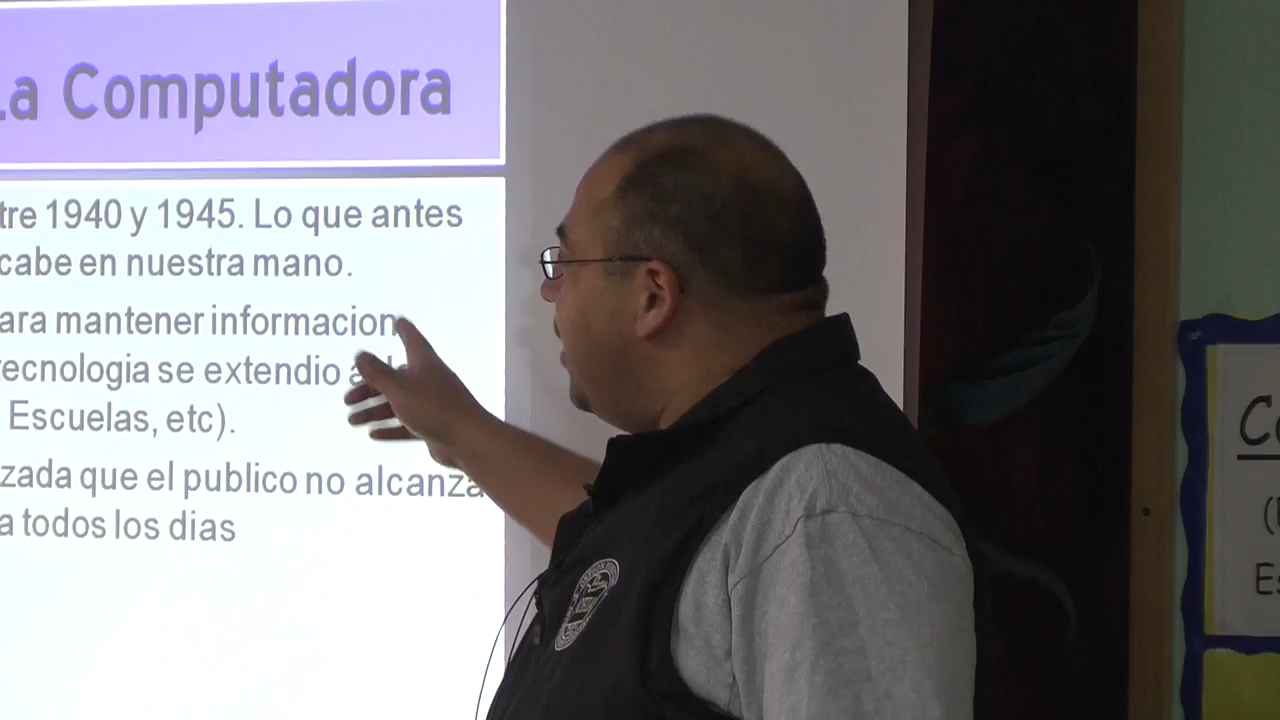 La Computadora
tre 1940 y 1945. Lo que antes
cabe en nuestra mano.
ara mantener informacion
tecnologia se extendio a
Escuelas, etc).
zada que el publico no alcanza
a todos los dias